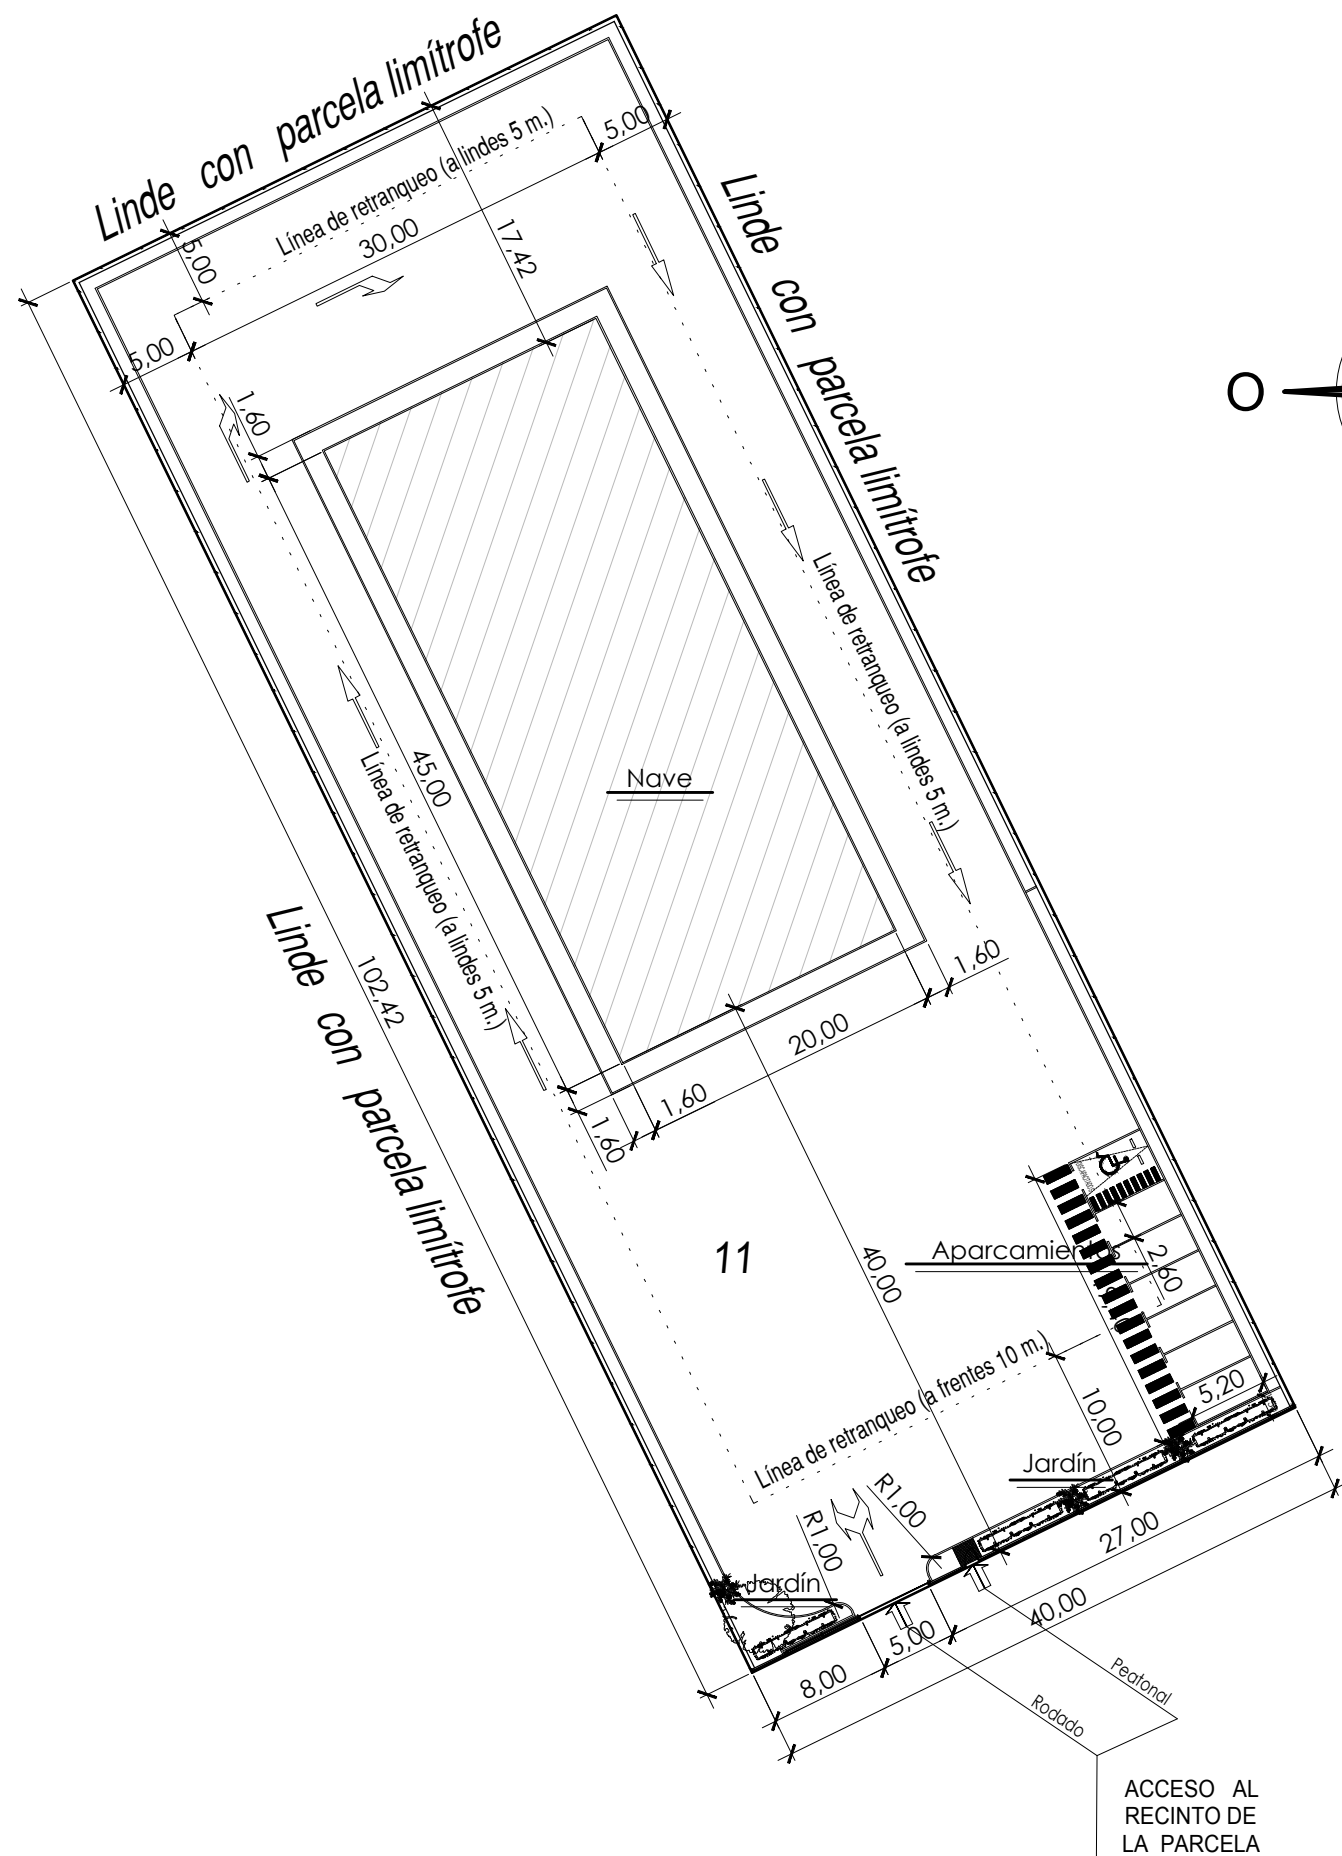 Linde con parcela limítrofe
5,00
Línea de retranqueo (a lindes 5 m.)
5,00
30,00
17,42
Linde con parcela limítrofe
5,00
1,60
O
Línea de retranqueo (a lindes 5 m.)
45,00
Línea de retranqueo (a lindes 5 m.)
Nave
Linde con parcela limítrofe
102,42
1,60
20,00
1,60
1,60
11
40,00
Aparcamientos
2,60
Línea de retranqueo (a frentes 10 m.)
10,00
5,20
Jardín
R1,00
R1,00
Jardín
27,00
40,00
5,00
8,00
Peatonal
Rodado
ACCESO AL
RECINTO DE
LA PARCELA